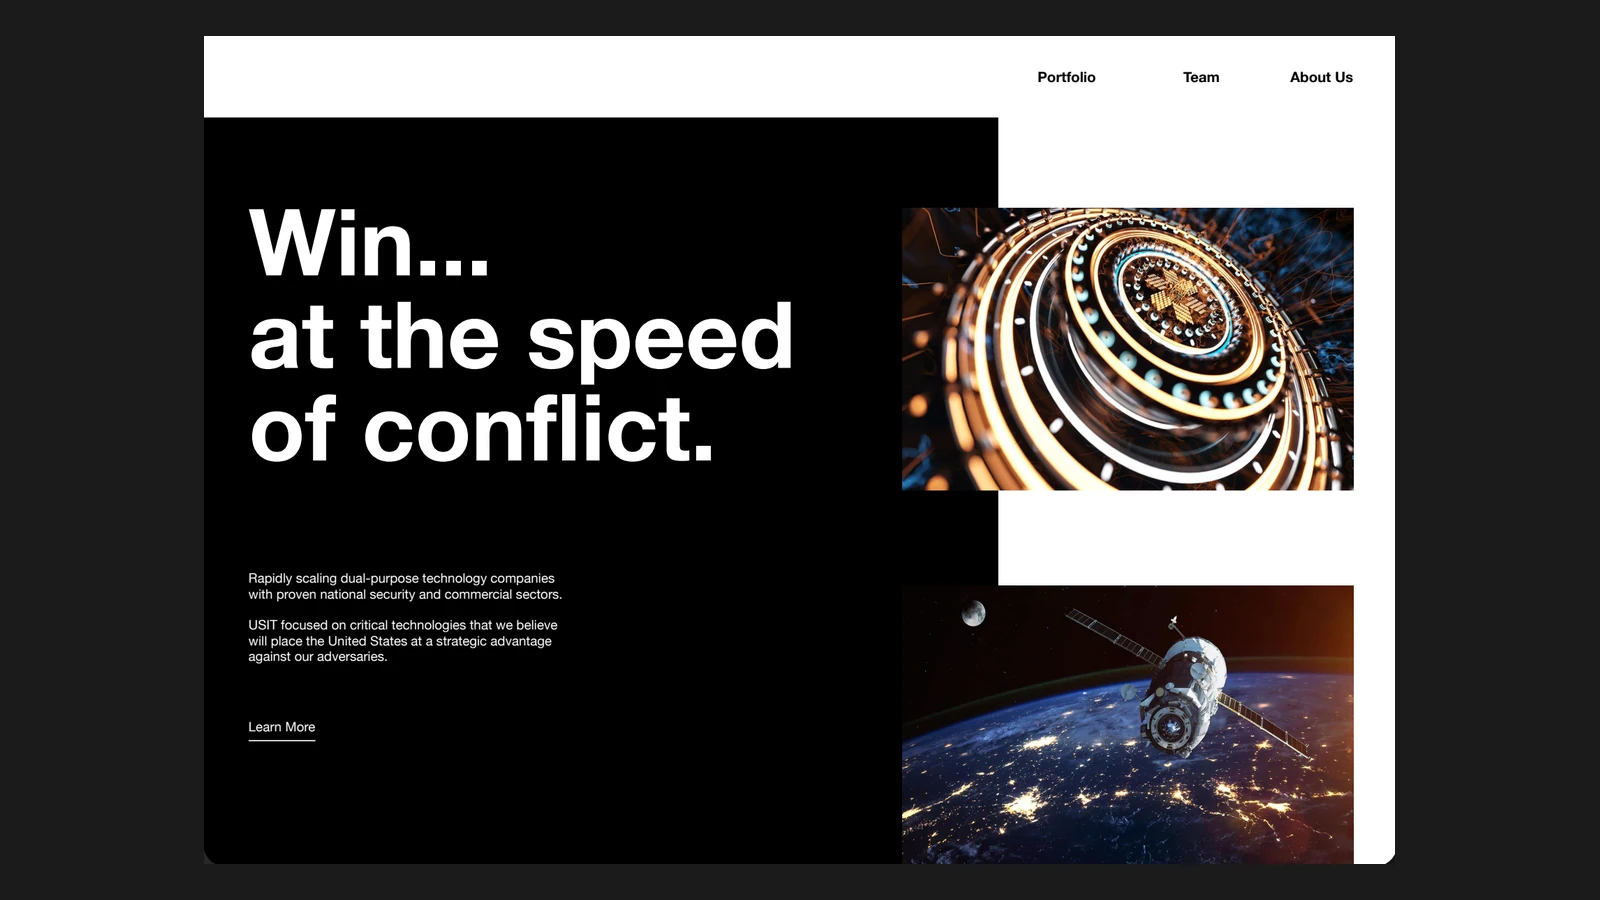 Portfolio
Team
About Us
Win...
at the speed
of conflict.
Rapidly scaling dual-purpose technology companies
with proven national security and commercial sectors.
USIT focused on critical technologies that we believe
will place the United States at a strategic advantage
against our adversaries.
Learn More